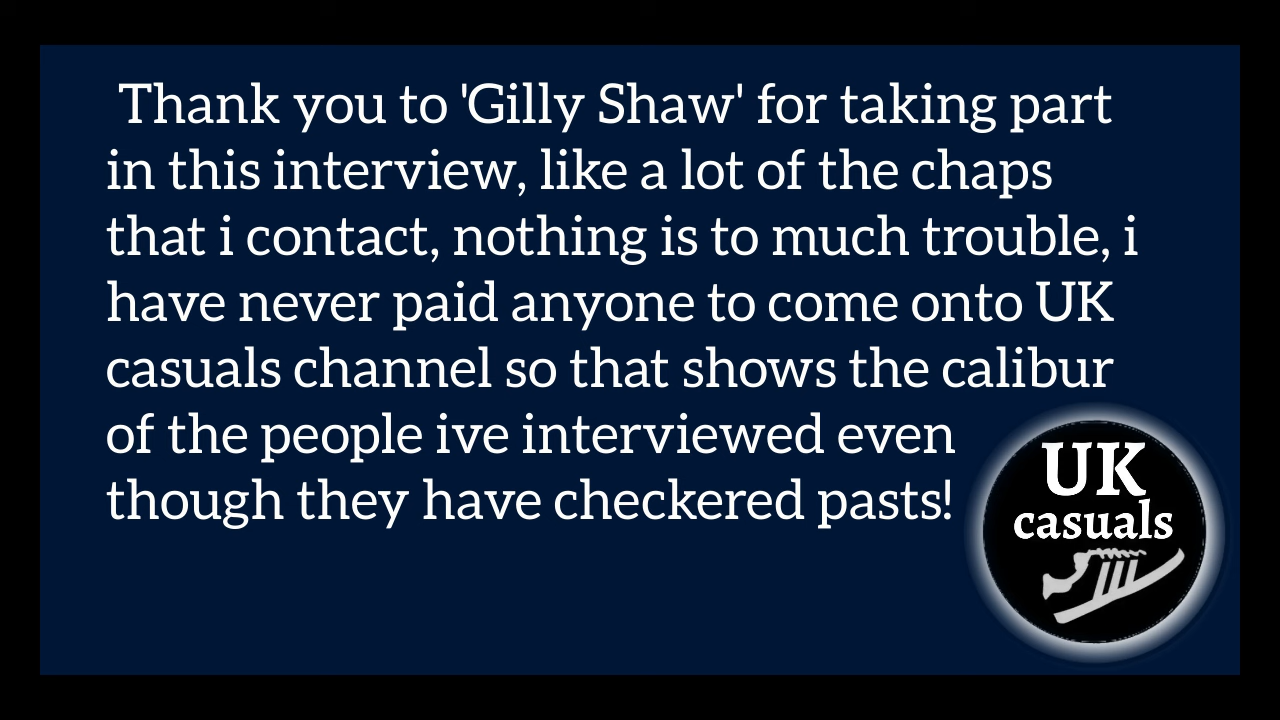 Thank you to 'Gilly Shaw' for taking part
in this interview, like a lot of the chaps
that i contact, nothing is to much trouble, i
have never paid anyone to come onto UK
casuals channel so that shows the calibur
of the people ive interviewed even
though they have checkered pasts!
UK
casuals